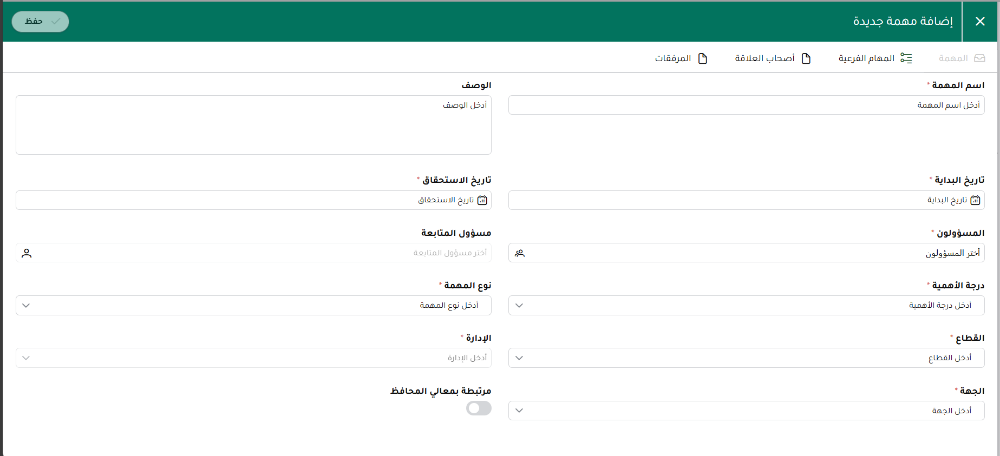 إضافة مهمة جديدة
حفظ
المهمة
المهام الفرعية
أصحاب العلاقة
المرفقات
اسم المهمة *
أدخل اسم المهمة
الوصف
أدخل الوصف
تاريخ البداية *
تاريخ البداية
تاريخ الاستحقاق *
تاريخ الاستحقاق
المسؤولون *
أختر المسؤولون
مسؤول المتابعة
أختر مسؤول المتابعة
درجة الأهمية *
أدخل درجة الأهمية
نوع المهمة *
أدخل نوع المهمة
القطاع *
أدخل القطاع
الإدارة *
أدخل الإدارة
الجهة *
أدخل الجهة
مرتبطة بمعالي المحافظ